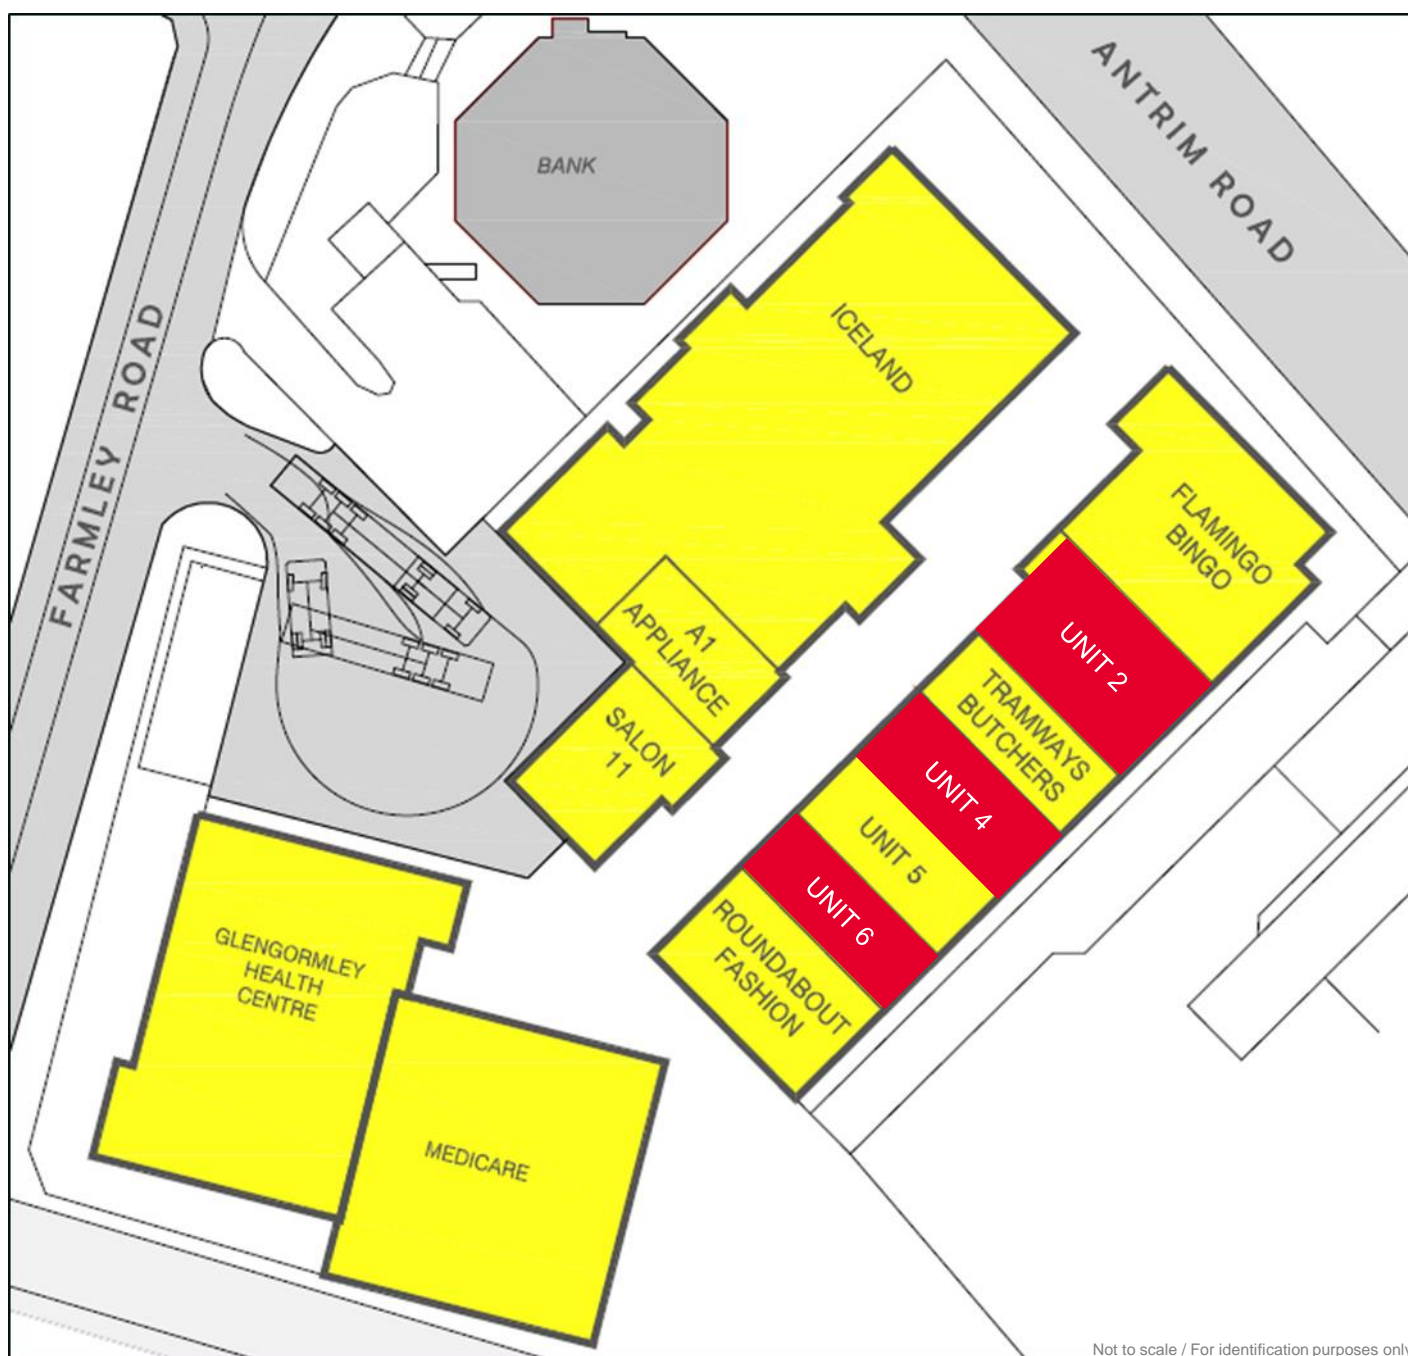 ANTRIM ROAD
BANK
ICELAND
FARMLEY ROAD
FLAMINGO
BINGO
A1
APPLIANCE
UNIT 2
SALON
11
TRAMWAYS
BUTCHERS
UNIT 4
UNIT 5
UNIT 6
ROUNDABOUT
FASHION
GLENGORMLEY
HEALTH
CENTRE
MEDICARE
Not to scale / For identification purposes only